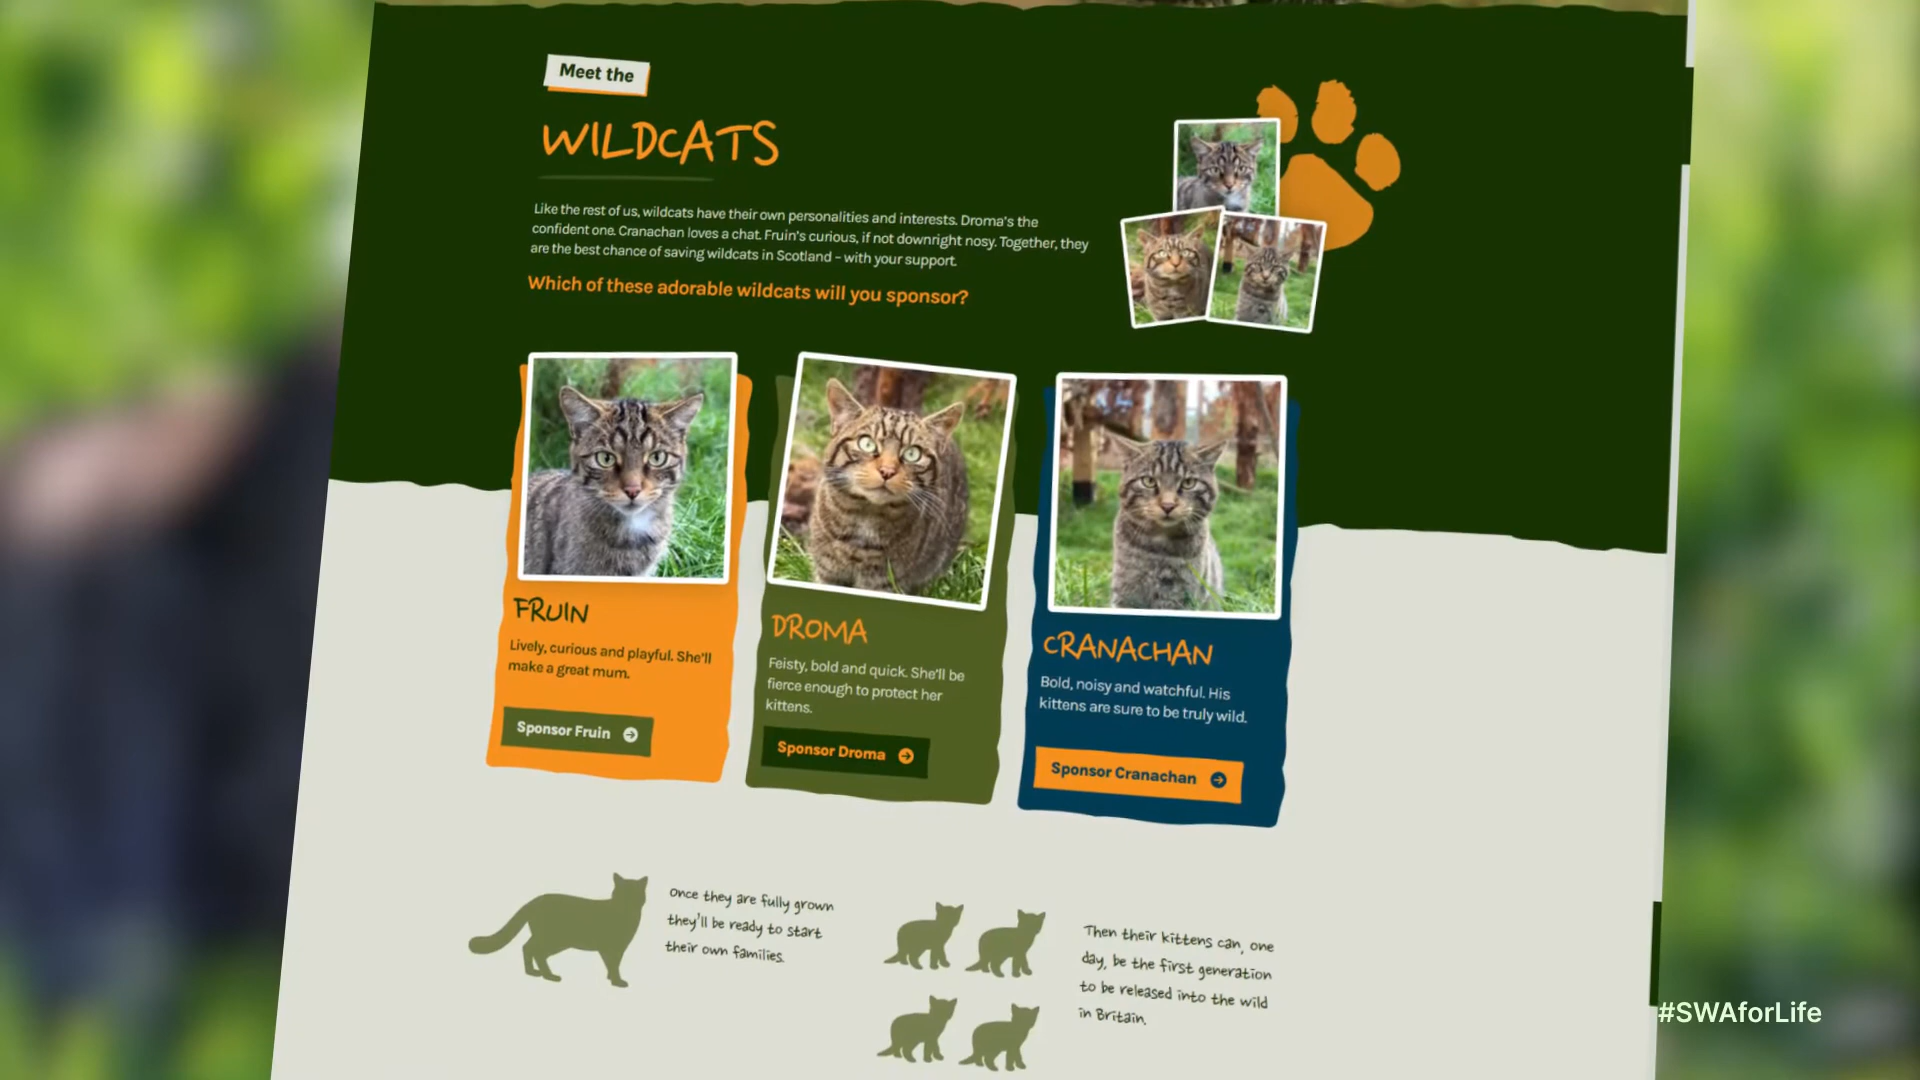 Meet the
WILDCATS
Like the rest of us, wildcats have their own personalities and interests. Droma's the
confident one. Cranachan loves a chat. Fruin's curious, if not downright nosy. Together, they
are the best chance of saving wildcats in Scotland – with your support.
Which of these adorable wildcats will you sponsor?
FRUIN
Lively, curious and playful. She'll
make a great mum.
Sponsor Fruin
DROMA
Feisty, bold and quick. She'll be
fierce enough to protect her
kittens.
Sponsor Droma
CRANACHAN
Bold, noisy and watchful. His
kittens are sure to be truly wild.
Sponsor Cranachan
Once they are fully grown
they'll be ready to start
their own families.
Then their kittens can, one
day, be the first generation
to be released into the wild
in Britain.
#SWAforLife